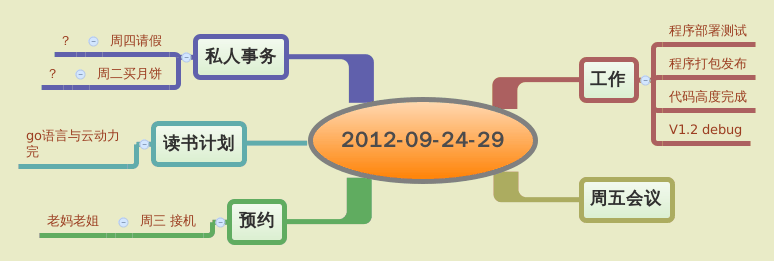 2012-09-24-29
私人事务
周四请假
？
周二买月饼
？
读书计划
go语言与云动力
完
预约
周三 接机
老妈老姐
工作
程序部署测试
程序打包发布
代码高度完成
V1.2 debug
周五会议